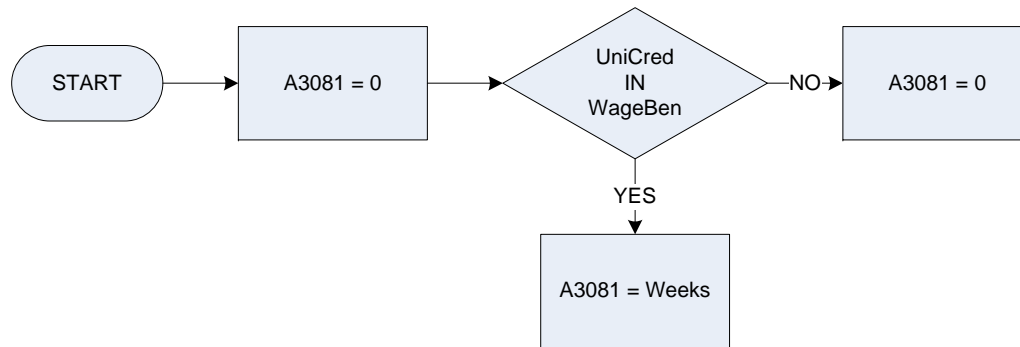 START
A3081 = 0
UniCred
IN
WageBen
NO
A3081 = 0
YES
A3081 = Weeks